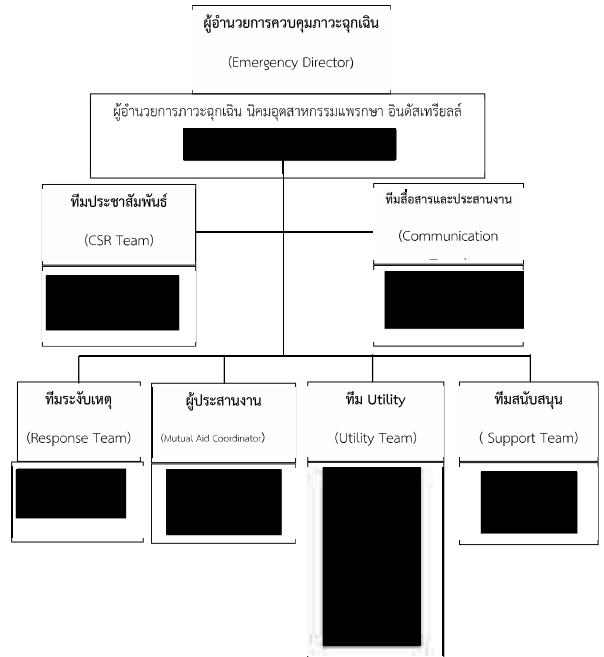 ผู้อำนวยการควบคุมภาวะฉุกเฉิน
(Emergency Director)
ผู้อำนวยการภาวะฉุกเฉิน นิคมอุตสาหกรรมแพรกษา อินดัสเทรียลล์
ทีมประชาสัมพันธ์
(CSR Team)
ทีมสื่อสารและประสานงาน
(Communication
ทีมระงับเหตุ
(Response Team)
ผู้ประสานงาน
(Mutual Aid Coordinator)
ทีม Utility
(Utility Team)
ทีมสนับสนุน
( Support Team)